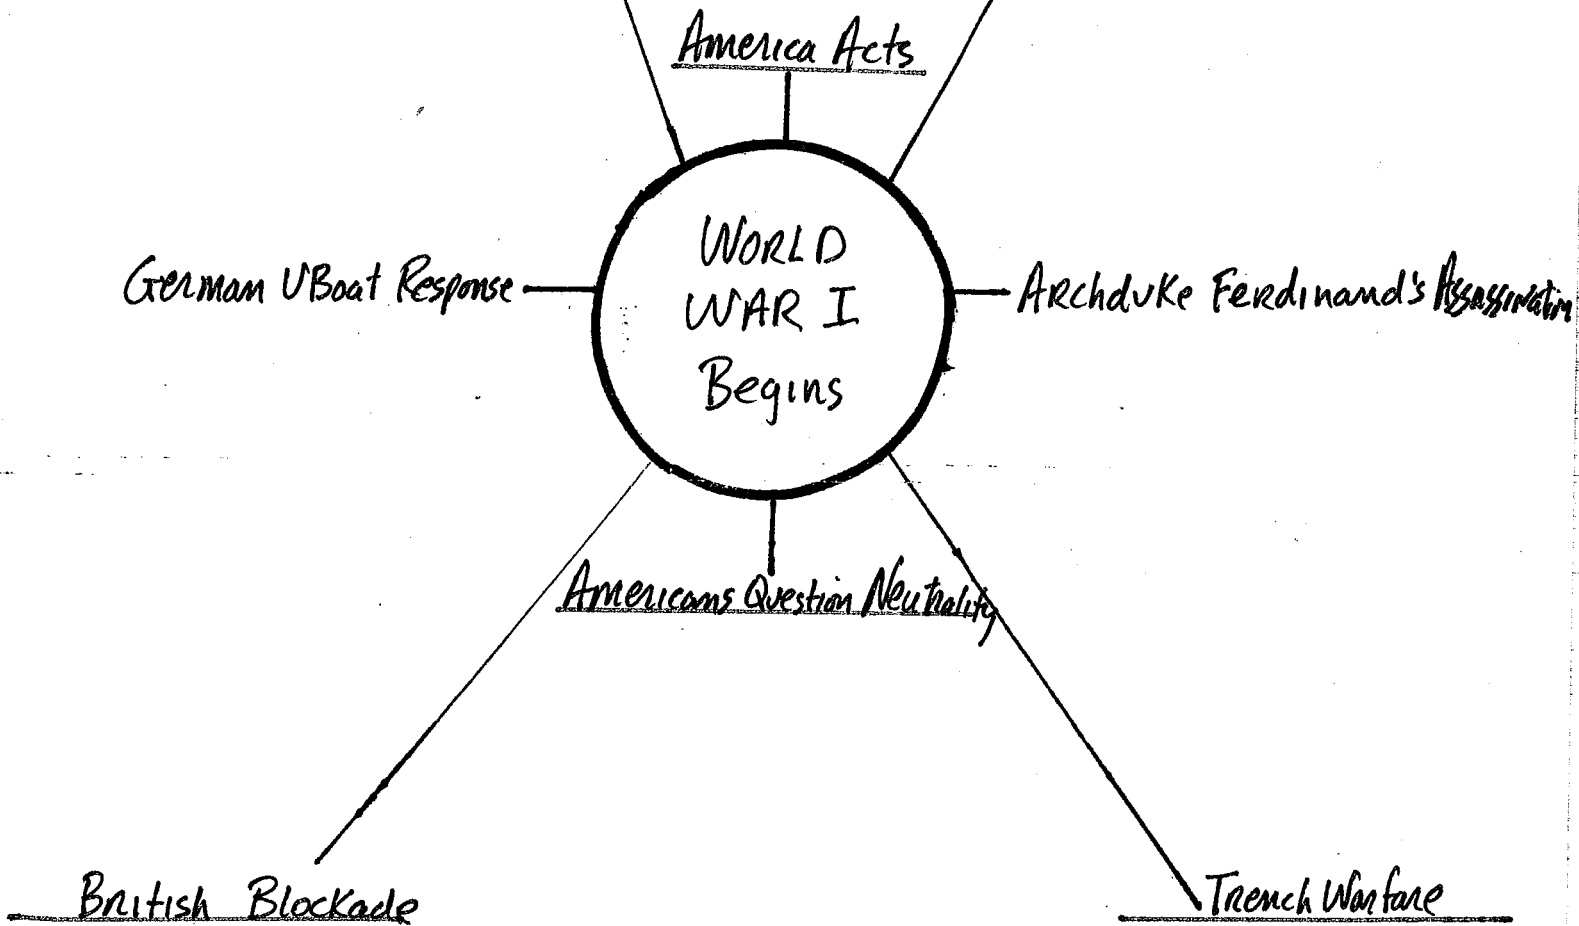 America Acts
WORLD
WAR I
Begins
German UBoat Response
Archduke Ferdinand's Assassination
Americans Question Neutrality
British Blockade
Trench Warfare